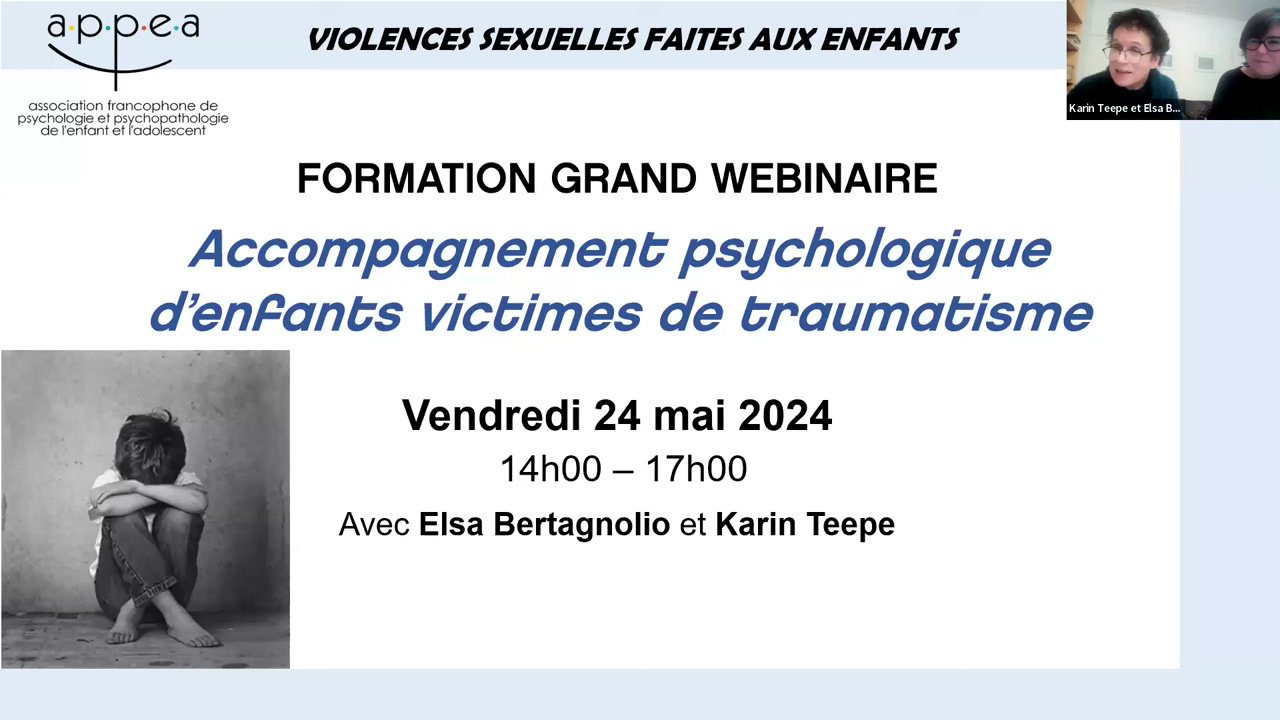 a·p·p·e·a
VIOLENCES SEXUELLES FAITES AUX ENFANTS
Karin Teepe et Elsa B...
association francophone de
psychologie et psychopathologie
de l'enfant et l'adolescent
FORMATION GRAND WEBINAIRE
Accompagnement psychologique
d'enfants victimes de traumatisme
Vendredi 24 mai 2024
14h00 – 17h00
Avec Elsa Bertagnolio et Karin Teepe